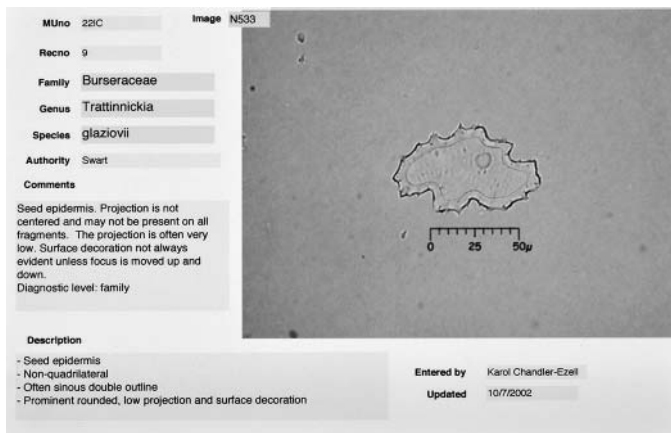 MUno 22IC
Image N533
Recno 9
Family Burseraceae
Genus Trattinnickia
Species glaziovii
Authority Swart
Comments
Seed epidermis. Projection is not
centered and may not be present on all
fragments. The projection is often very
low. Surface decoration not always
evident unless focus is moved up and
down.
Diagnostic level: family
0 25 50µ
Description
- Seed epidermis
- Non-quadrilateral
- Often sinous double outline
- Prominent rounded, low projection and surface decoration
Entered by Karol Chandler-Ezell
Updated 10/7/2002